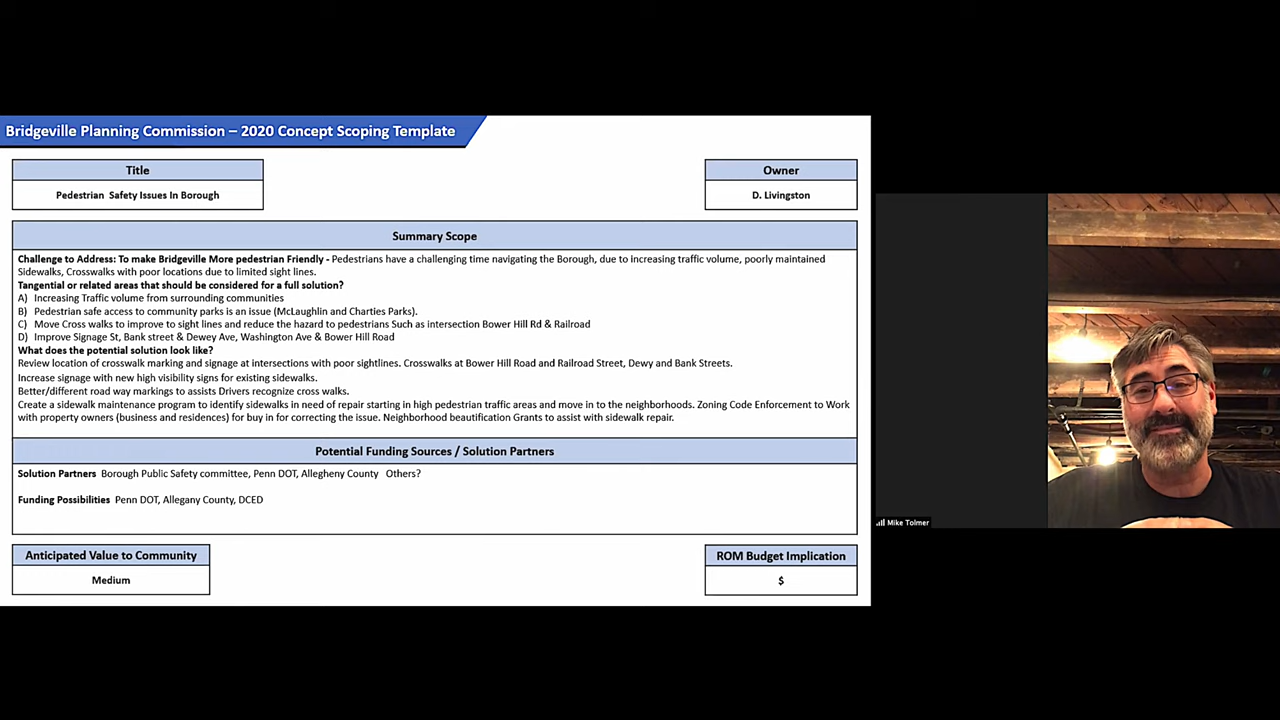 Bridgeville Planning Commission – 2020 Concept Scoping Template
Title
Pedestrian Safety Issues In Borough
Owner
D. Livingston
Summary Scope
Challenge to Address: To make Bridgeville More pedestrian Friendly - Pedestrians have a challenging time navigating the Borough, due to increasing traffic volume, poorly maintained
Sidewalks, Crosswalks with poor locations due to limited sight lines.
Tangential or related areas that should be considered for a full solution?
A) Increasing Traffic volume from surrounding communities
B) Pedestrian safe access to community parks is an issue (McLaughlin and Charties Parks).
C) Move Cross walks to improve to sight lines and reduce the hazard to pedestrians Such as intersection Bower Hill Rd & Railroad
D) Improve Signage St, Bank street & Dewey Ave, Washington Ave & Bower Hill Road
What does the potential solution look like?
Review location of crosswalk marking and signage at intersections with poor sightlines. Crosswalks at Bower Hill Road and Railroad Street, Dewy and Bank Streets.
Increase signage with new high visibility signs for existing sidewalks.
Better/different road way markings to assists Drivers recognize cross walks.
Create a sidewalk maintenance program to identify sidewalks in need of repair starting in high pedestrian traffic areas and move in to the neighborhoods. Zoning Code Enforcement to Work
with property owners (business and residences) for buy in for correcting the issue. Neighborhood beautification Grants to assist with sidewalk repair.
Potential Funding Sources / Solution Partners
Solution Partners Borough Public Safety committee, Penn DOT, Allegheny County Others?
Funding Possibilities Penn DOT, Allegany County, DCED
Anticipated Value to Community
Medium
ROM Budget Implication
$
Mike Tolmer